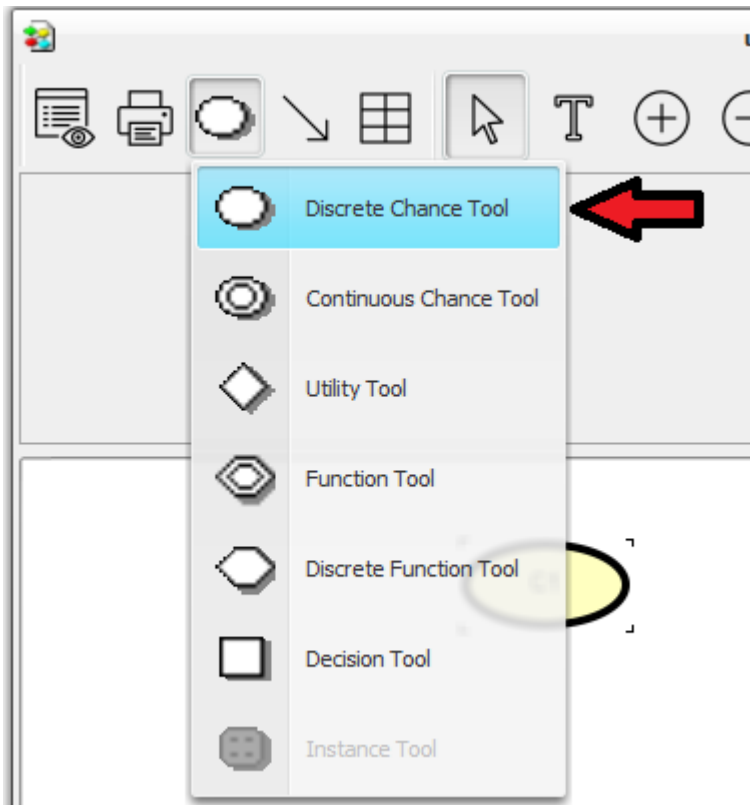 Discrete Chance Tool
Continuous Chance Tool
Utility Tool
Function Tool
Discrete Function Tool
Decision Tool
Instance Tool